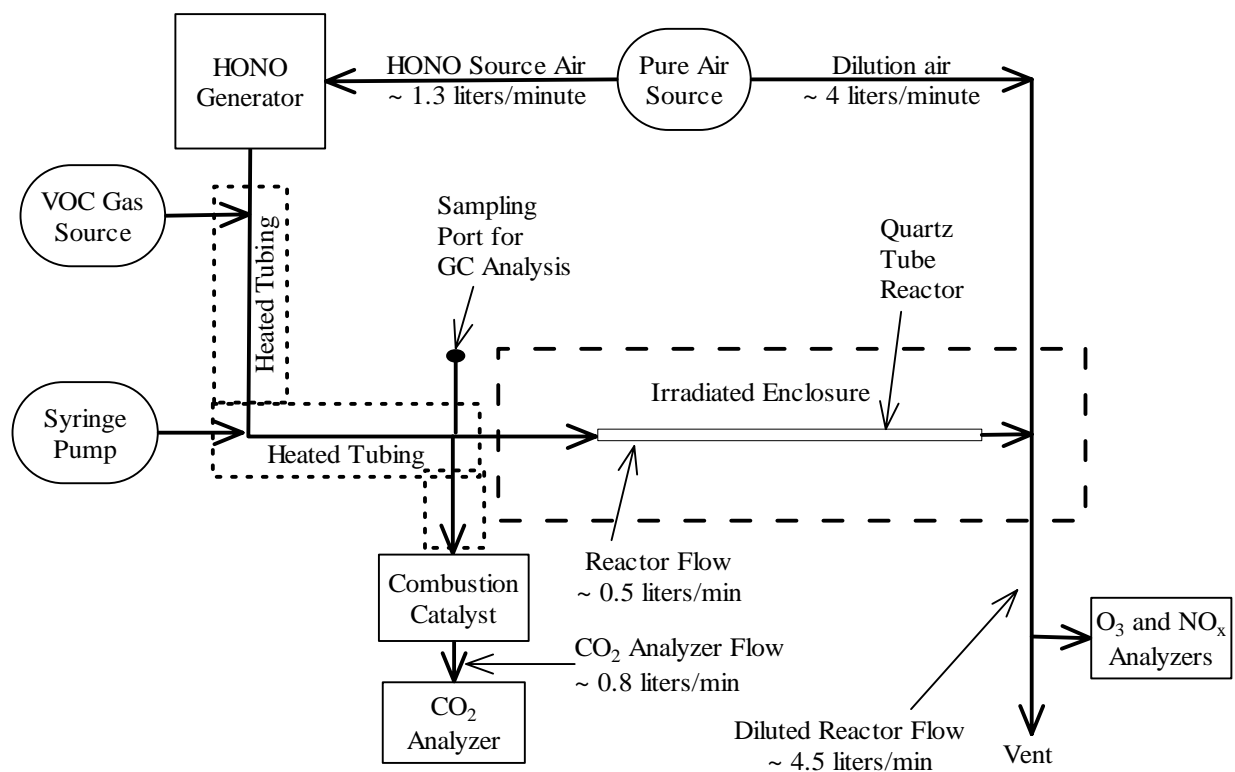 HONO
Generator
HONO Source Air
~ 1.3 liters/minute
Pure Air
Source
Dilution air
~ 4 liters/minute
VOC Gas
Source
Heated Tubing
Sampling
Port for
GC Analysis
Quartz
Tube
Reactor
Irradiated Enclosure
Syringe
Pump
Heated Tubing
Reactor Flow
~ 0.5 liters/min
Combustion
Catalyst
CO₂ Analyzer Flow
~ 0.8 liters/min
CO₂
Analyzer
O₃ and NOₓ
Analyzers
Diluted Reactor Flow
~ 4.5 liters/min
Vent